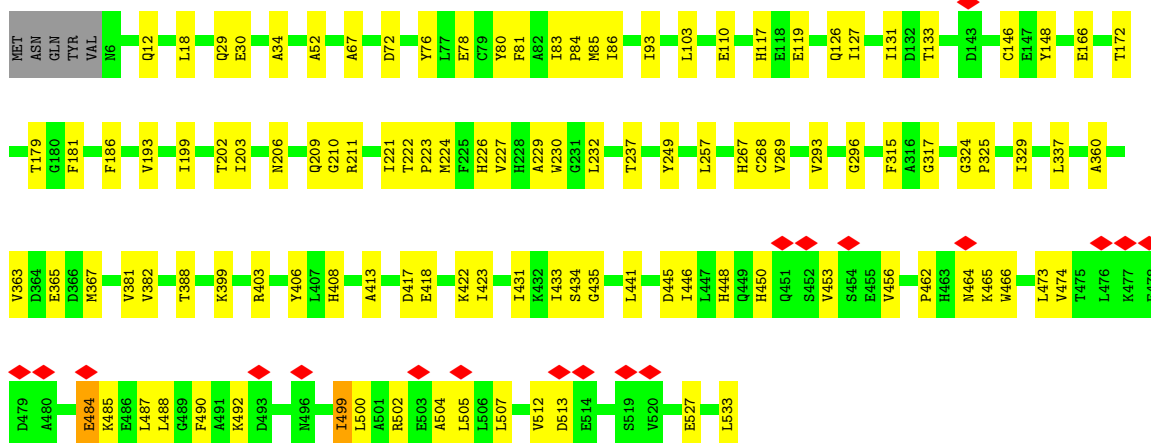 MET ASN GLN TYR VAL N6 Q12 L18 Q29 E30 A34 A52 A67 D72 Y76 L77 E78 C79 Y80 F81 A82 I83 P84 M85 I86 I93 L103 E110 H117 E118 E119 Q126 I127 I131 D132 T133 D143 C146 E147 Y148 E166 T172
T179 G180 F181 F186 V193 I199 T202 I203 N206 Q209 G210 R211 I221 T222 P223 M224 F225 H226 V227 H228 A229 W230 G231 L232 T237 Y249 L257 H267 C268 V269 V293 G296 F315 A316 G317 G324 P325 I329 L337 A360
V363 D364 E365 D366 M367 V381 V382 T388 K399 R403 Y406 L407 H408 A413 D417 E418 K422 I423 I431 K432 I433 S434 G435 L441 D445 I446 L447 H448 Q449 H450 Q451 S452 V453 S454 E455 V456 P462 H463 N464 K465 W466 L473 V474 T475 L476 K477
D479 A480 E484 K485 E486 L487 L488 G489 F490 A491 K492 D493 N496 I499 L500 A501 R502 E503 A504 L505 L506 L507 V512 D513 E514 S519 V520 E527 L533